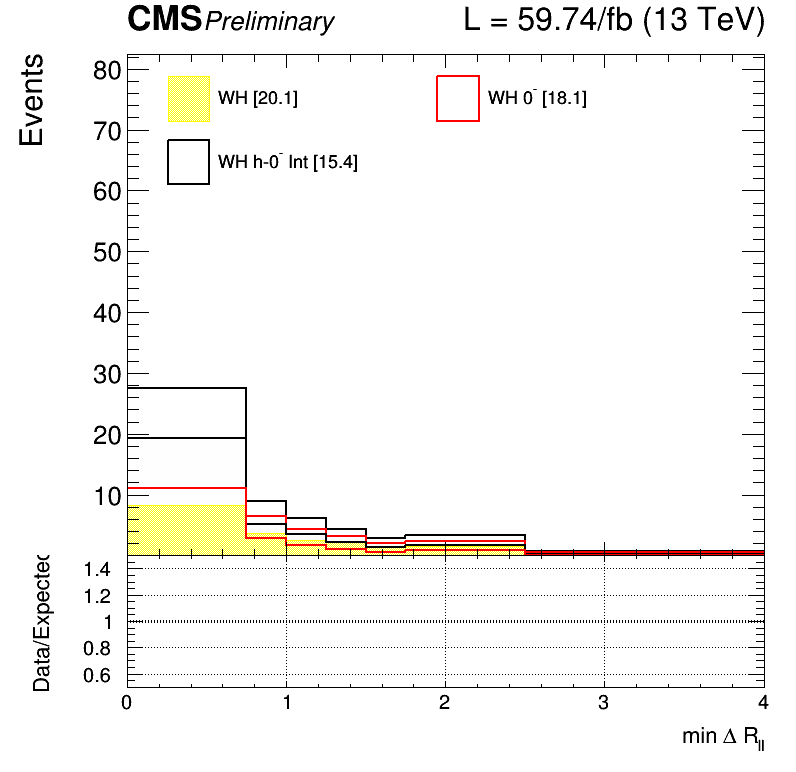 CMS Preliminary L = 59.74/fb (13 TeV)
Events
80
70
60
50
40
30
20
10
WH [20.1]
WH 0⁻ [18.1]
WH h-0⁻ Int [15.4]
Data/Expected
1.4
1.2
1
0.8
0.6
0 1 2 3 4
min Δ R_ll